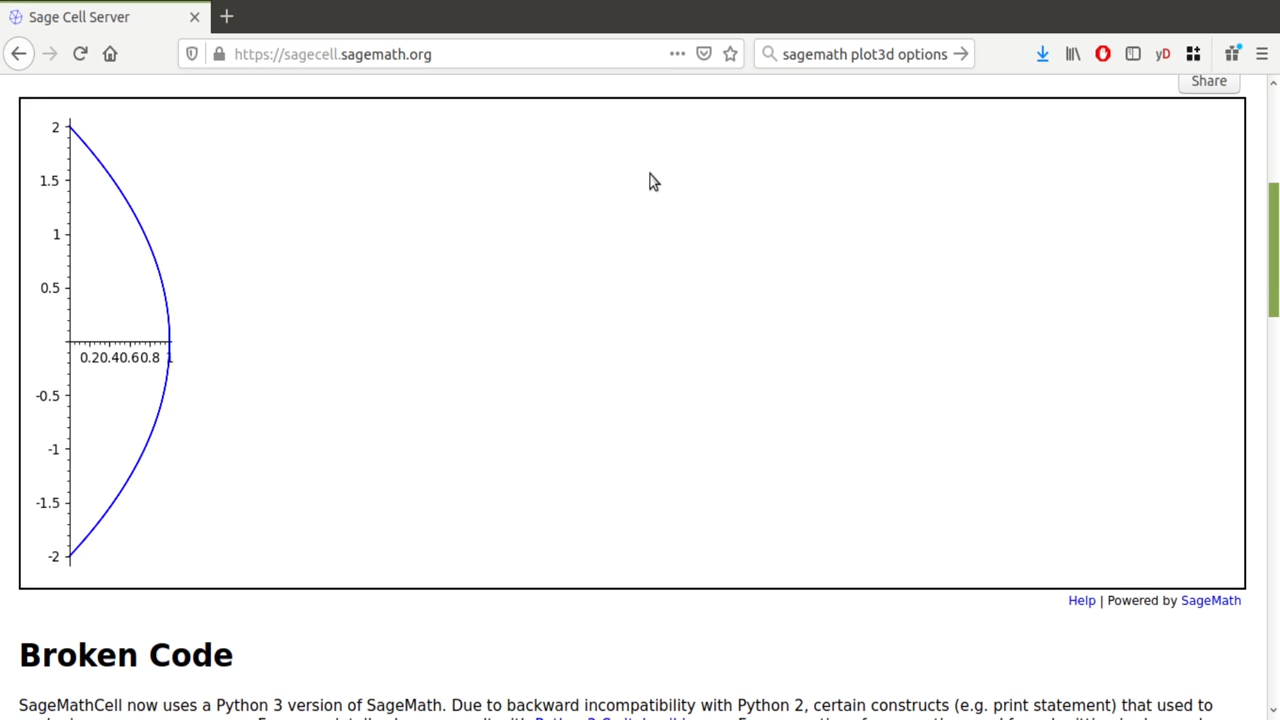 Sage Cell Server
https://sagecell.sagemath.org
sagemath plot3d options
yD
Share
2
1.5
1
0.5
0.20.40.60.8 1
-0.5
-1
-1.5
-2
Help | Powered by SageMath
Broken Code
SageMathCell now uses a Python 3 version of SageMath. Due to backward incompatibility with Python 2, certain constructs (e.g. print statement) that used to